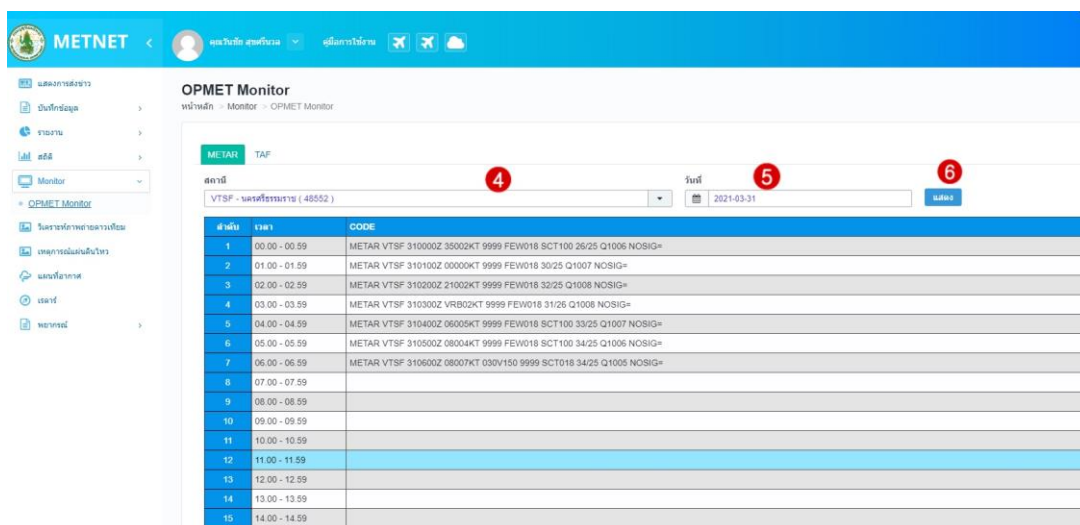 METNET <
คุณวันชัย สุขศรีนวล คู่มือการใช้งาน
แสดงการส่งข่าว
บันทึกข้อมูล
รายงาน
สถิติ
Monitor
OPMET Monitor
วิเคราะห์ภาพถ่ายดาวเทียม
เหตุการณ์แผ่นดินไหว
แผนที่อากาศ
เรดาร์
พยากรณ์
OPMET Monitor
หน้าหลัก > Monitor > OPMET Monitor
METAR TAF
สถานี 4 วันที่ 5 6
VTSF - นครศรีธรรมราช ( 48552 ) 2021-03-31 แสดง
ลำดับ เวลา CODE
1 00.00 - 00.59 METAR VTSF 310000Z 35002KT 9999 FEW018 SCT100 26/25 Q1006 NOSIG=
2 01.00 - 01.59 METAR VTSF 310100Z 00000KT 9999 FEW018 30/25 Q1007 NOSIG=
3 02.00 - 02.59 METAR VTSF 310200Z 21002KT 9999 FEW018 32/25 Q1008 NOSIG=
4 03.00 - 03.59 METAR VTSF 310300Z VRB02KT 9999 FEW018 31/26 Q1008 NOSIG=
5 04.00 - 04.59 METAR VTSF 310400Z 06005KT 9999 FEW018 SCT100 33/25 Q1007 NOSIG=
6 05.00 - 05.59 METAR VTSF 310500Z 08004KT 9999 FEW018 SCT100 34/25 Q1006 NOSIG=
7 06.00 - 06.59 METAR VTSF 310600Z 08007KT 030V150 9999 SCT018 34/25 Q1005 NOSIG=
8 07.00 - 07.59
9 08.00 - 08.59
10 09.00 - 09.59
11 10.00 - 10.59
12 11.00 - 11.59
13 12.00 - 12.59
14 13.00 - 13.59
15 14.00 - 14.59